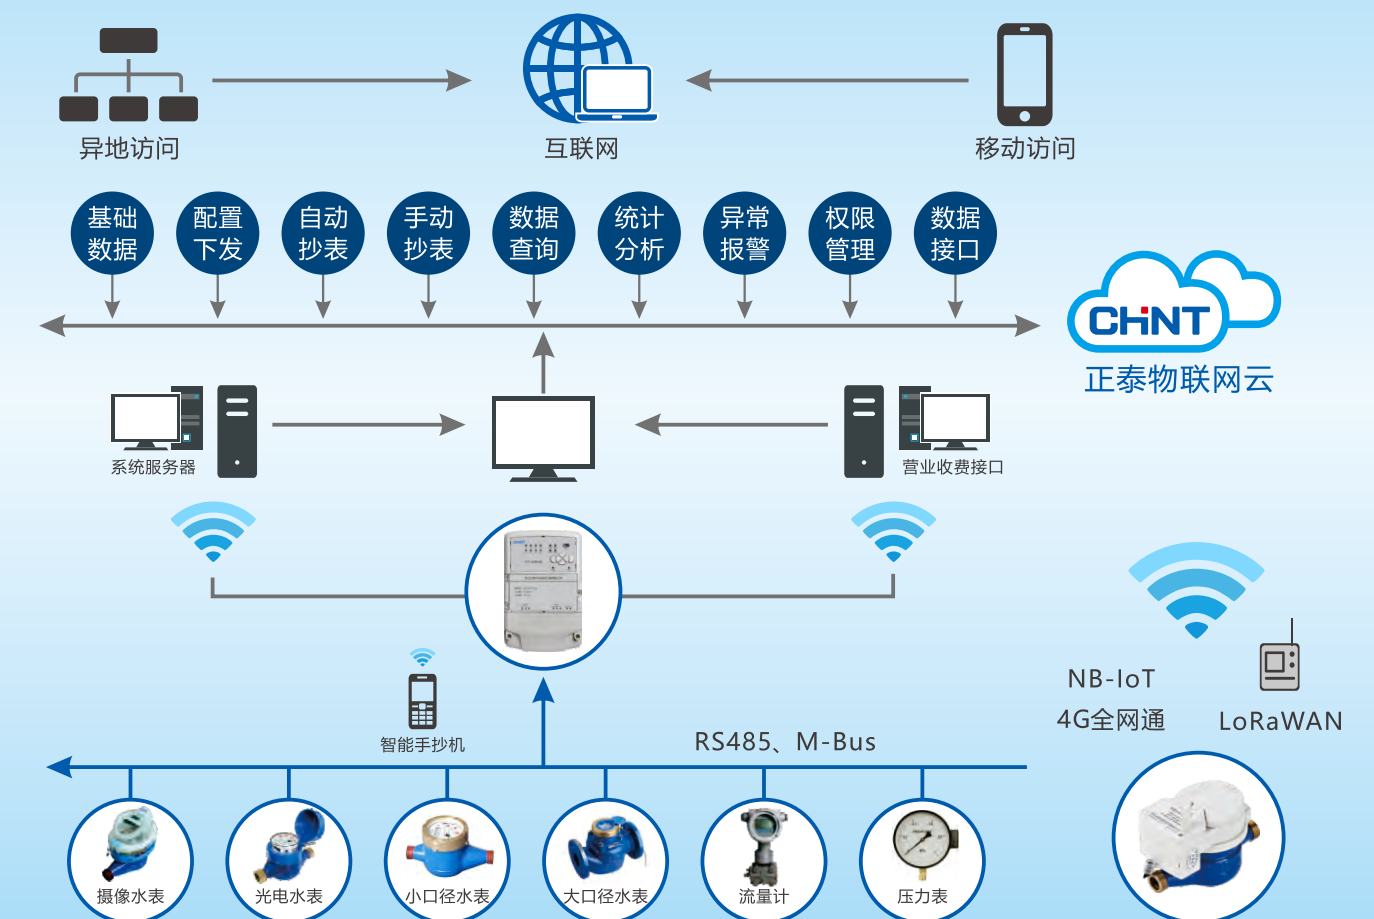 异地访问
互联网
移动访问
基础
数据
配置
下发
自动
抄表
手动
抄表
数据
查询
统计
分析
异常
报警
权限
管理
数据
接口
CHiNT
正泰物联网云
系统服务器
营业收费接口
CHNT
智能手抄机
RS485、M-Bus
NB-IoT
4G全网通
LoRaWAN
摄像水表
光电水表
小口径水表
大口径水表
流量计
压力表